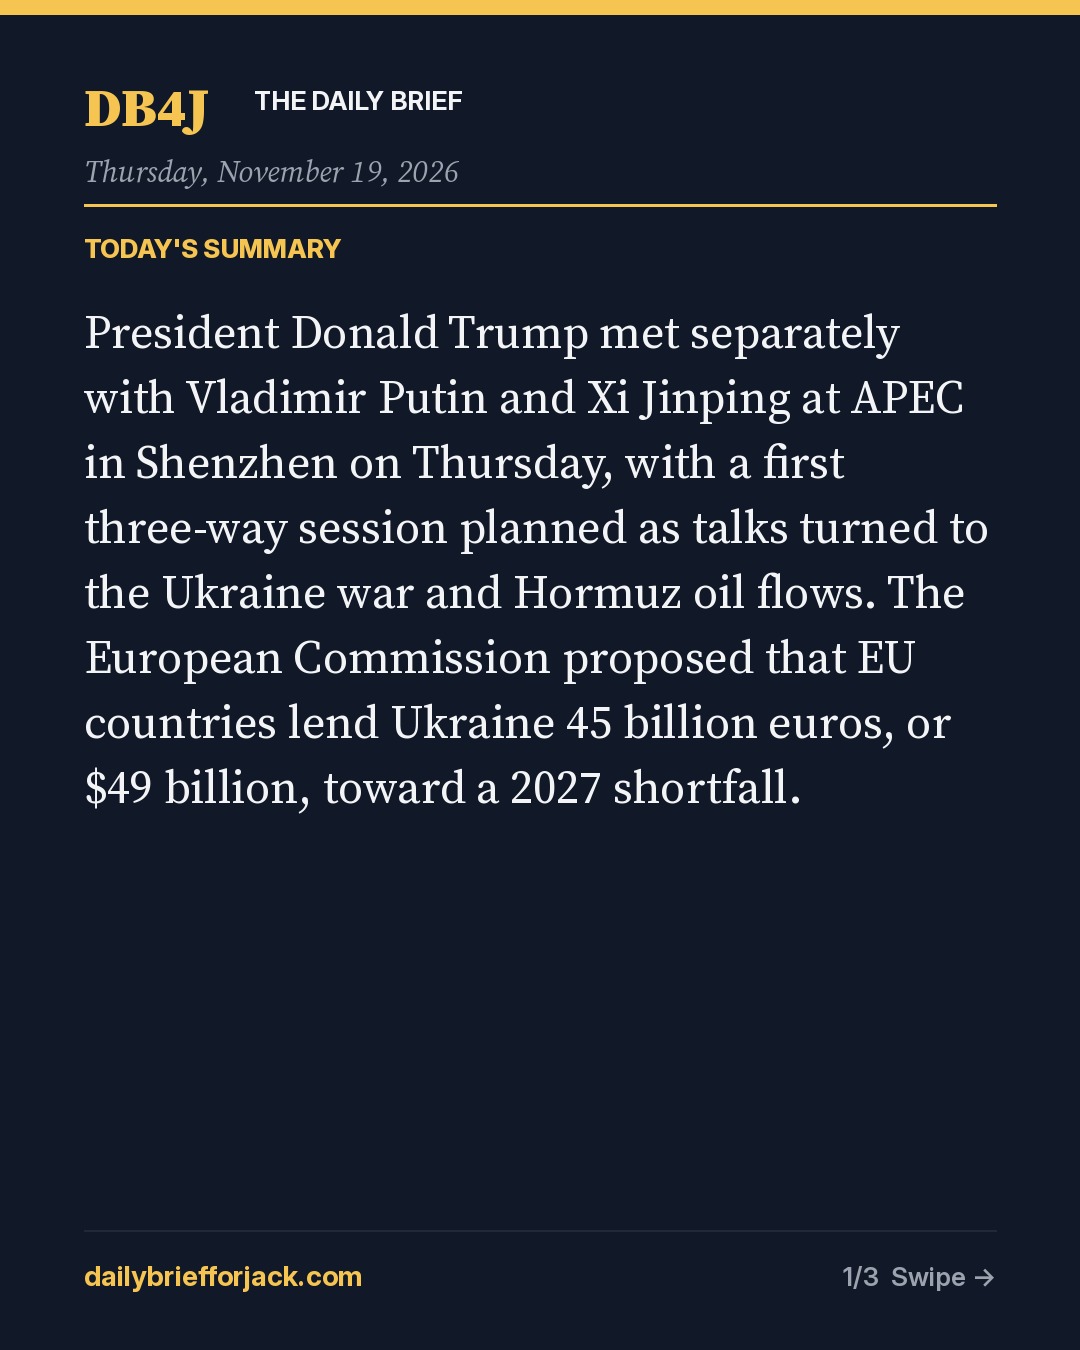 DB4J THE DAILY BRIEF
Thursday, November 19, 2026
TODAY'S SUMMARY
President Donald Trump met separately
with Vladimir Putin and Xi Jinping at APEC
in Shenzhen on Thursday, with a first
three-way session planned as talks turned to
the Ukraine war and Hormuz oil flows. The
European Commission proposed that EU
countries lend Ukraine 45 billion euros, or
$49 billion, toward a 2027 shortfall.
dailybriefforjack.com 1/3 Swipe →